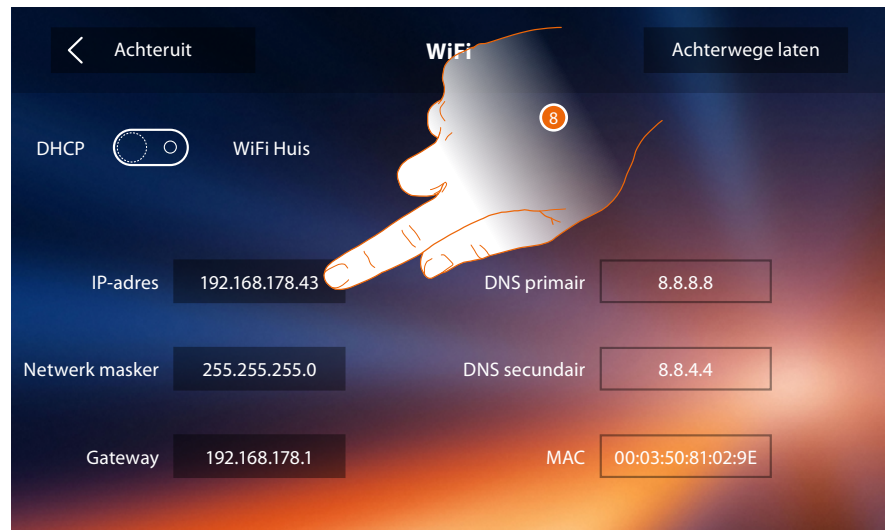 Achteruit
WiFi
Achterwege laten
8
DHCP
WiFi Huis
IP-adres
192.168.178.43
DNS primair
8.8.8.8
Netwerk masker
255.255.255.0
DNS secundair
8.8.4.4
Gateway
192.168.178.1
MAC
00:03:50:81:02:9E